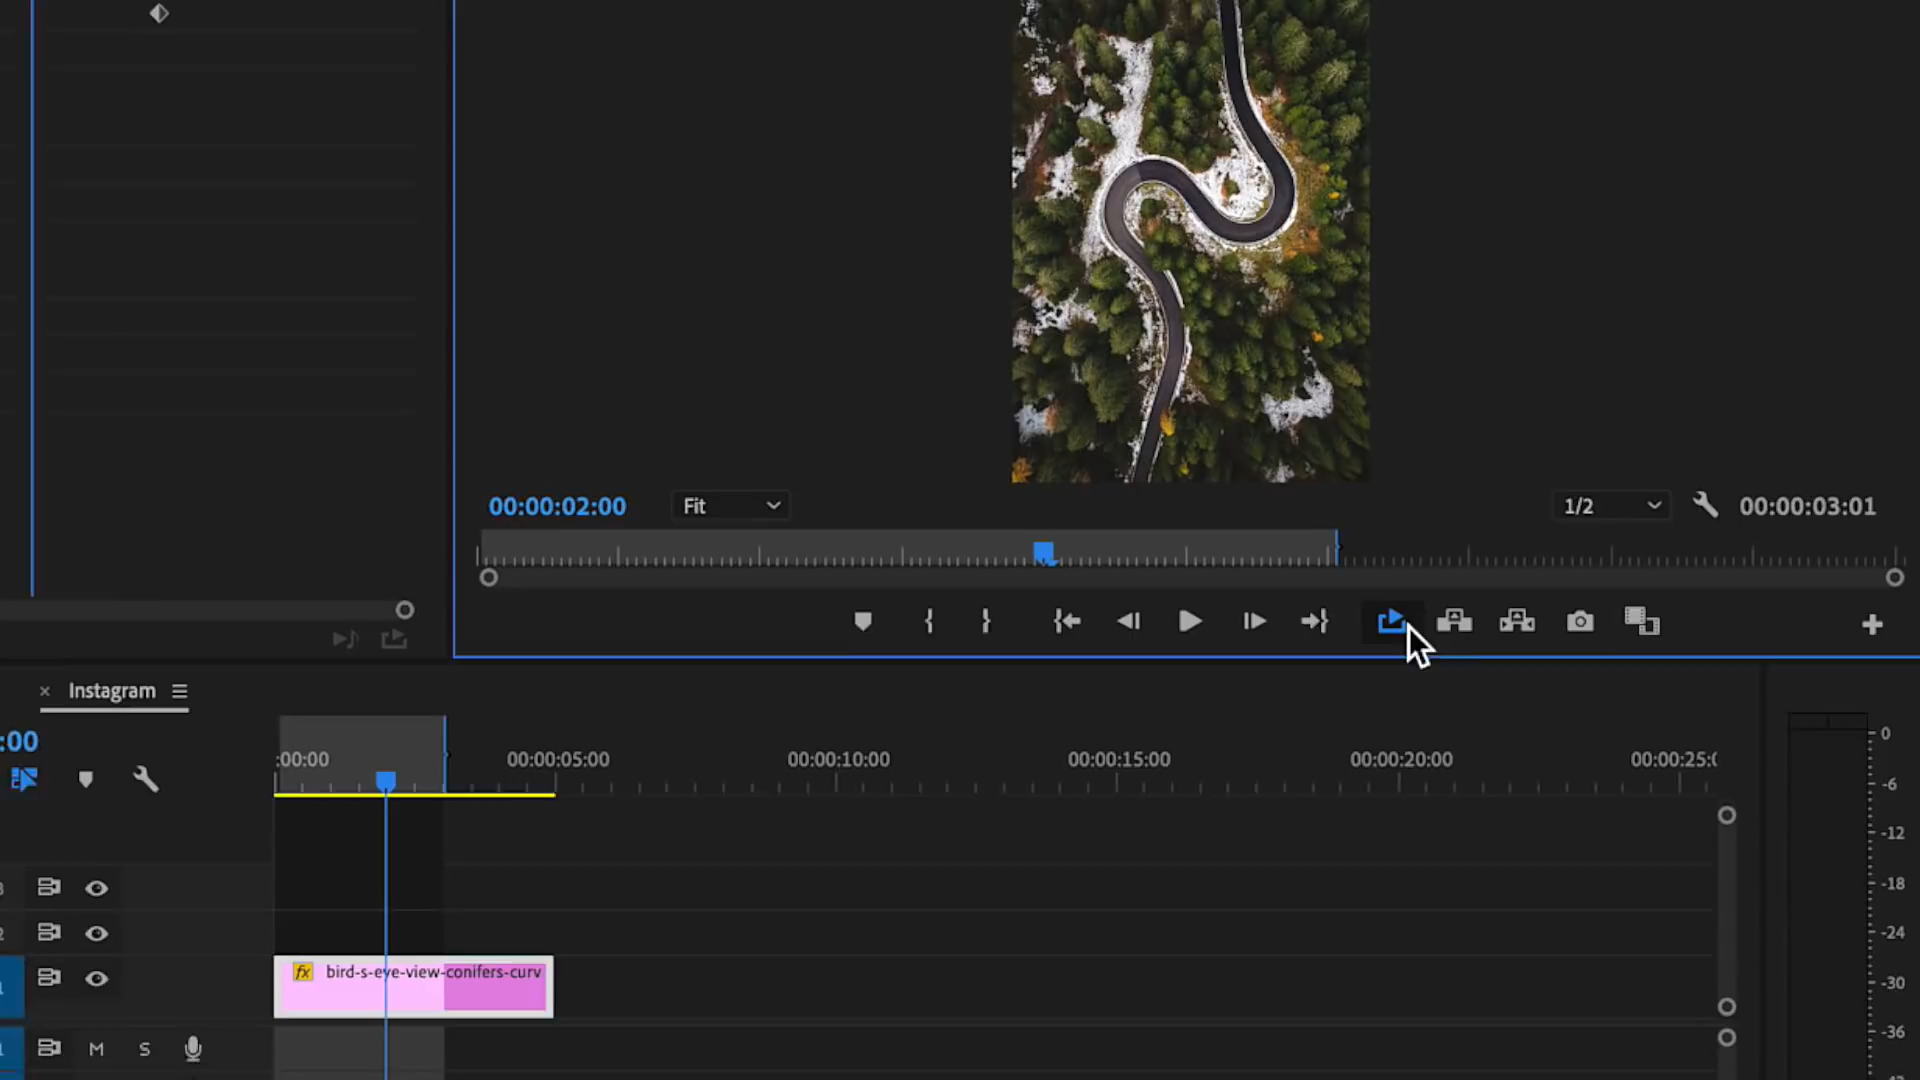 00:00:02:00 Fit 1/2 00:00:03:01
Instagram
:00
:00:00 00:00:05:00 00:00:10:00 00:00:15:00 00:00:20:00 00:00:25:0
fx bird-s-eye-view-conifers-curv
M S
0
-6
-12
-18
-24
-30
-36